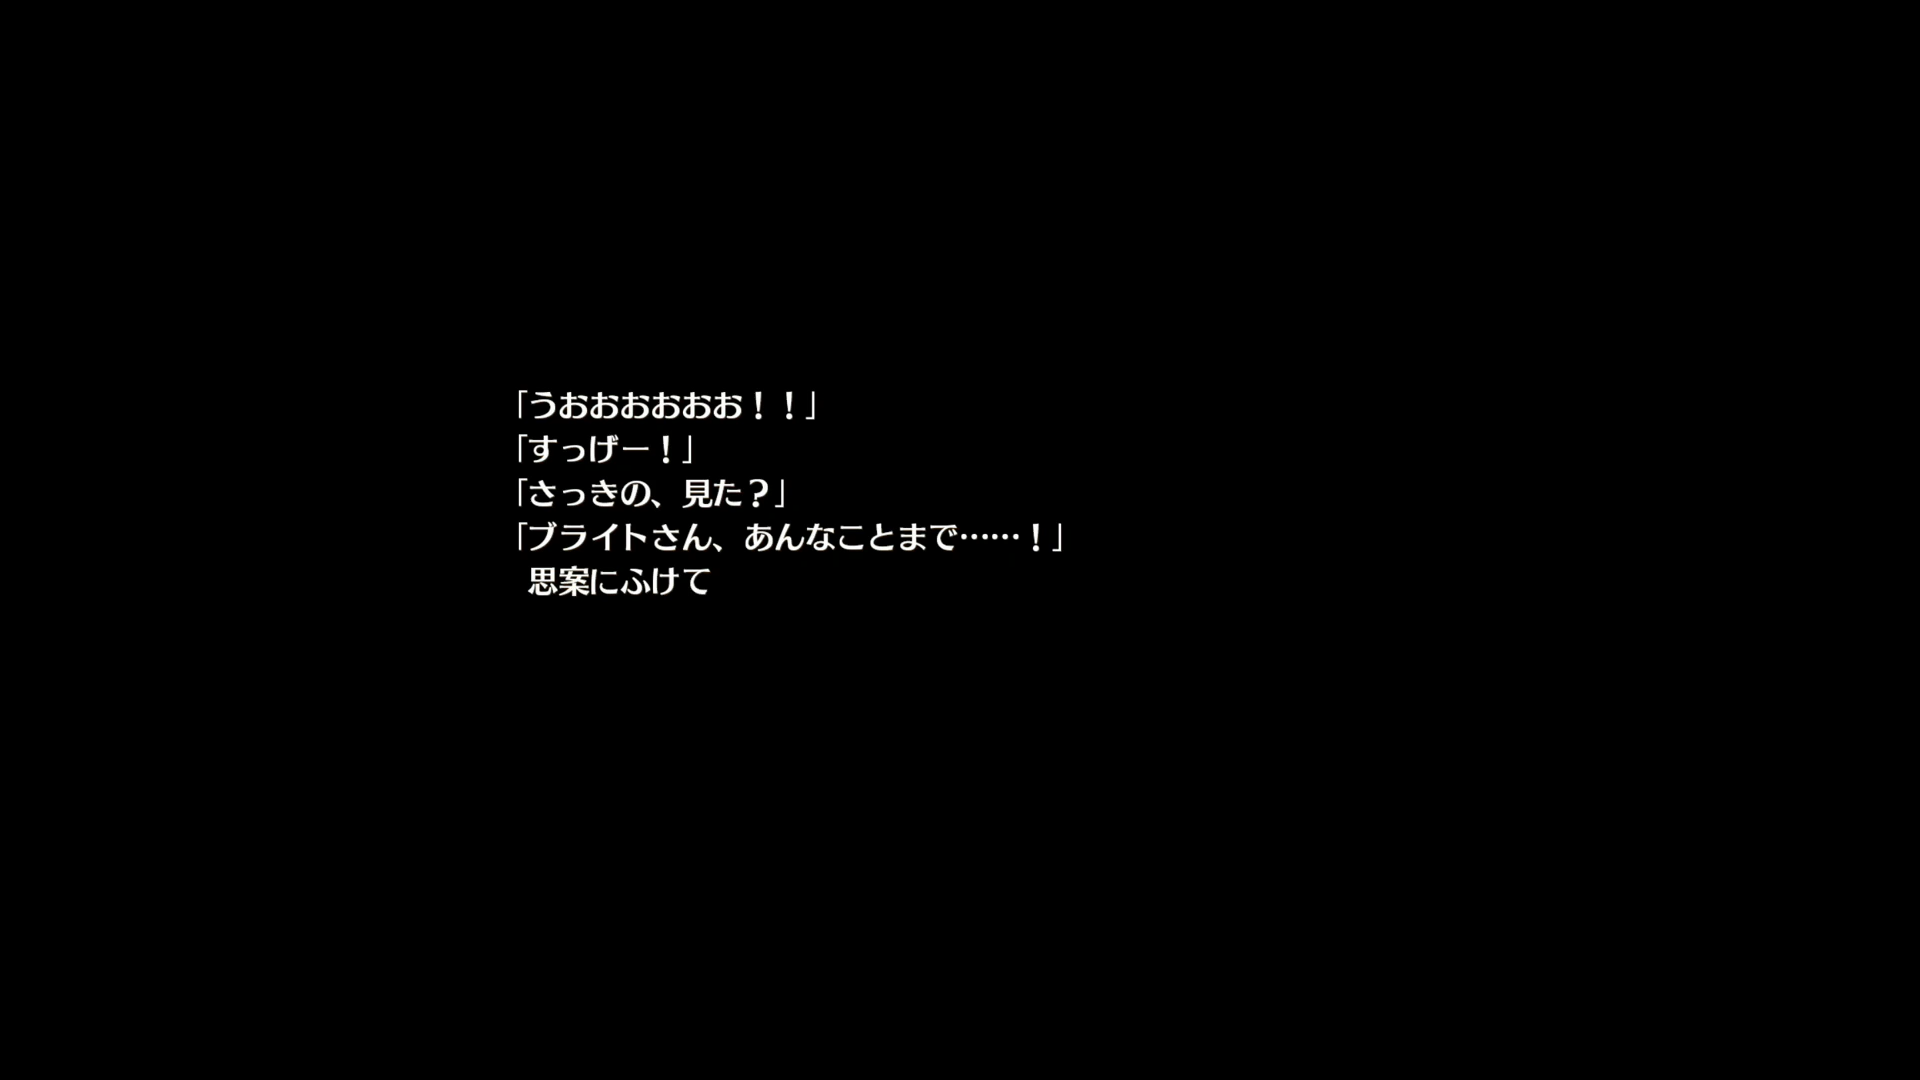 「うおおおおおお！！」
「すっげー！」
「さっきの、見た？」
「ブライトさん、あんなことまで……！」
思案にふけて